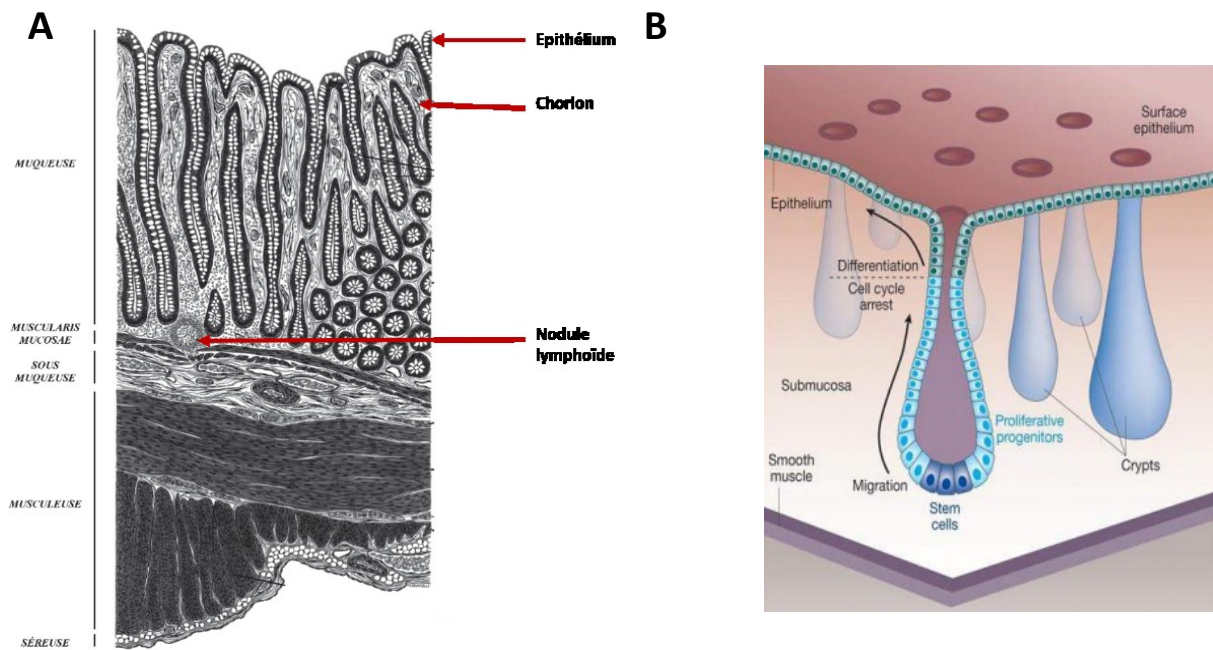 A
MUQUEUSE
MUSCULARIS
MUCOSAE
SOUS
MUQUEUSE
MUSCULEUSE
SÉREUSE
Epithélium
Chorion
Nodule
lymphoïde
B
Surface
epithelium
Epithelium
Differentiation
Cell cycle
arrest
Submucosa
Proliferative
progenitors
Smooth
muscle
Migration
Crypts
Stem
cells